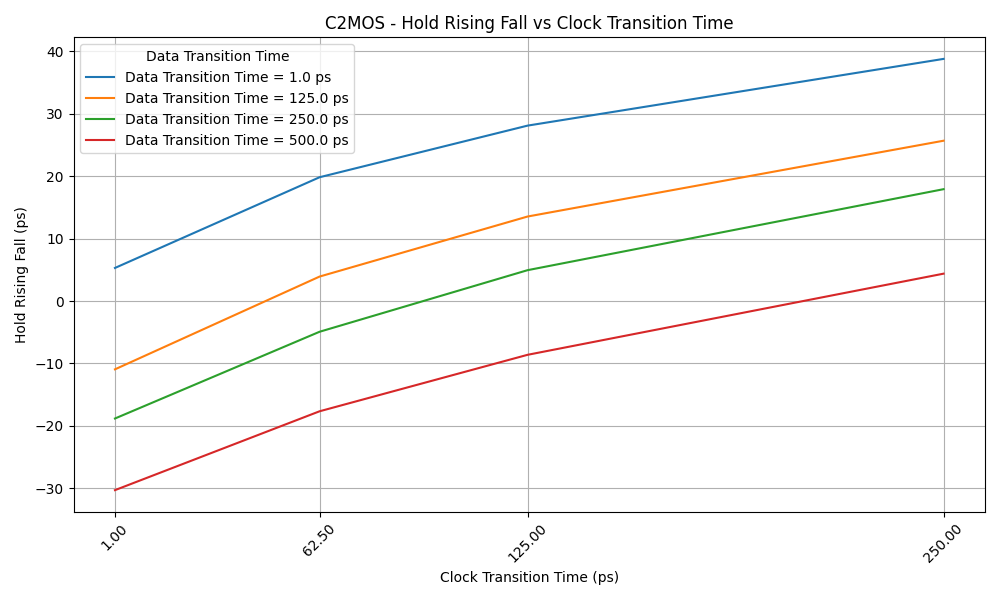 C2MOS - Hold Rising Fall vs Clock Transition Time
Data Transition Time
Data Transition Time = 1.0 ps
Data Transition Time = 125.0 ps
Data Transition Time = 250.0 ps
Data Transition Time = 500.0 ps
Hold Rising Fall (ps)
40
30
20
10
0
−10
−20
−30
1.00
62.50
125.00
250.00
Clock Transition Time (ps)